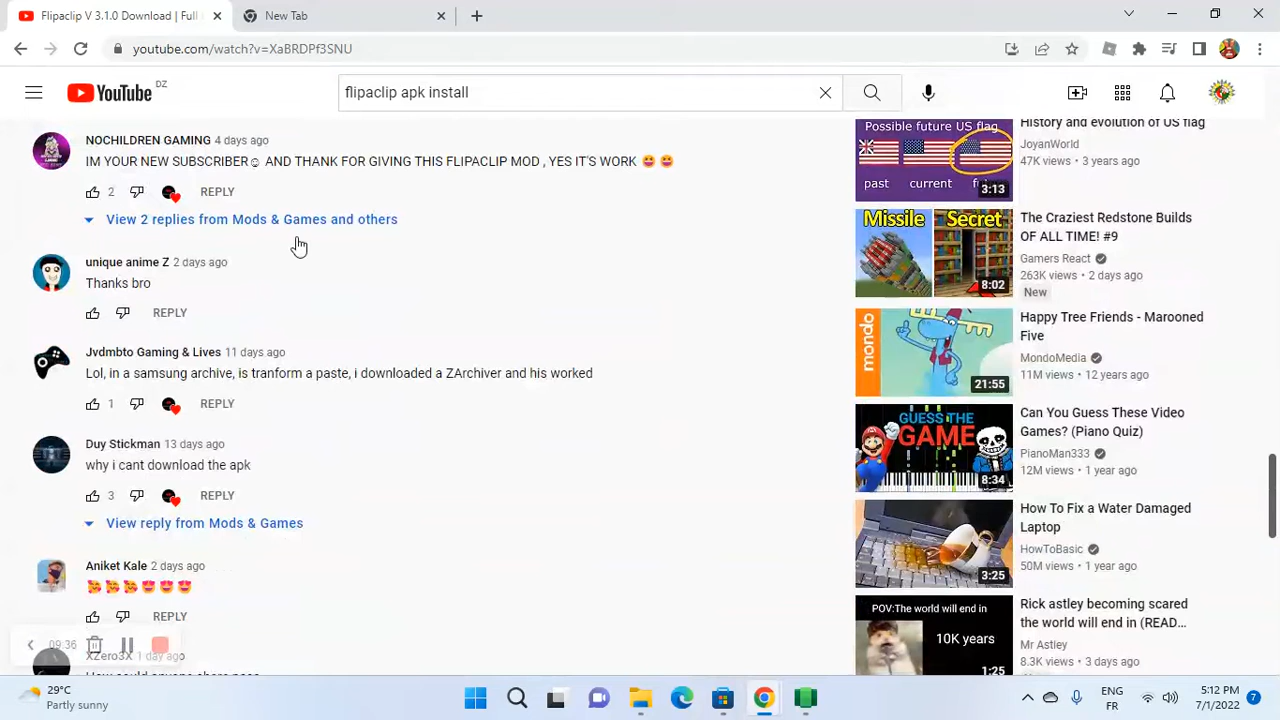 Flipaclip V 3.1.0 Download | Full
New Tab
youtube.com/watch?v=XaBRDPf3SNU
YouTube DZ
flipaclip apk install
NOCHILDREN GAMING 4 days ago
IM YOUR NEW SUBSCRIBER☺ AND THANK FOR GIVING THIS FLIPACLIP MOD , YES IT'S WORK 😝 😝
2 REPLY
View 2 replies from Mods & Games and others
unique anime Z 2 days ago
Thanks bro
REPLY
Jvdmbto Gaming & Lives 11 days ago
Lol, in a samsung archive, is tranform a paste, i downloaded a ZArchiver and his worked
1 REPLY
Duy Stickman 13 days ago
why i cant download the apk
3 REPLY
View reply from Mods & Games
Aniket Kale 2 days ago
🥰🥰🥰😍😍😍
REPLY
09:36
XZero3X 1 day ago
Possible future US flag
past current
3:13
History and evolution of US flag
JoyanWorld
47K views • 3 years ago
Missile Secret
8:02
The Craziest Redstone Builds
OF ALL TIME! #9
Gamers React
263K views • 2 days ago
New
mondo
21:55
Happy Tree Friends - Marooned
Five
MondoMedia
11M views • 12 years ago
GUESS THE
GAME
8:34
Can You Guess These Video
Games? (Piano Quiz)
PianoMan333
12M views • 1 year ago
3:25
How To Fix a Water Damaged
Laptop
HowToBasic
50M views • 1 year ago
POV:The world will end in
10K years
1:25
Rick astley becoming scared
the world will end in (READ...
Mr Astley
8.3K views • 3 days ago
29°C
Partly sunny
ENG
FR
5:12 PM
7/1/2022
7